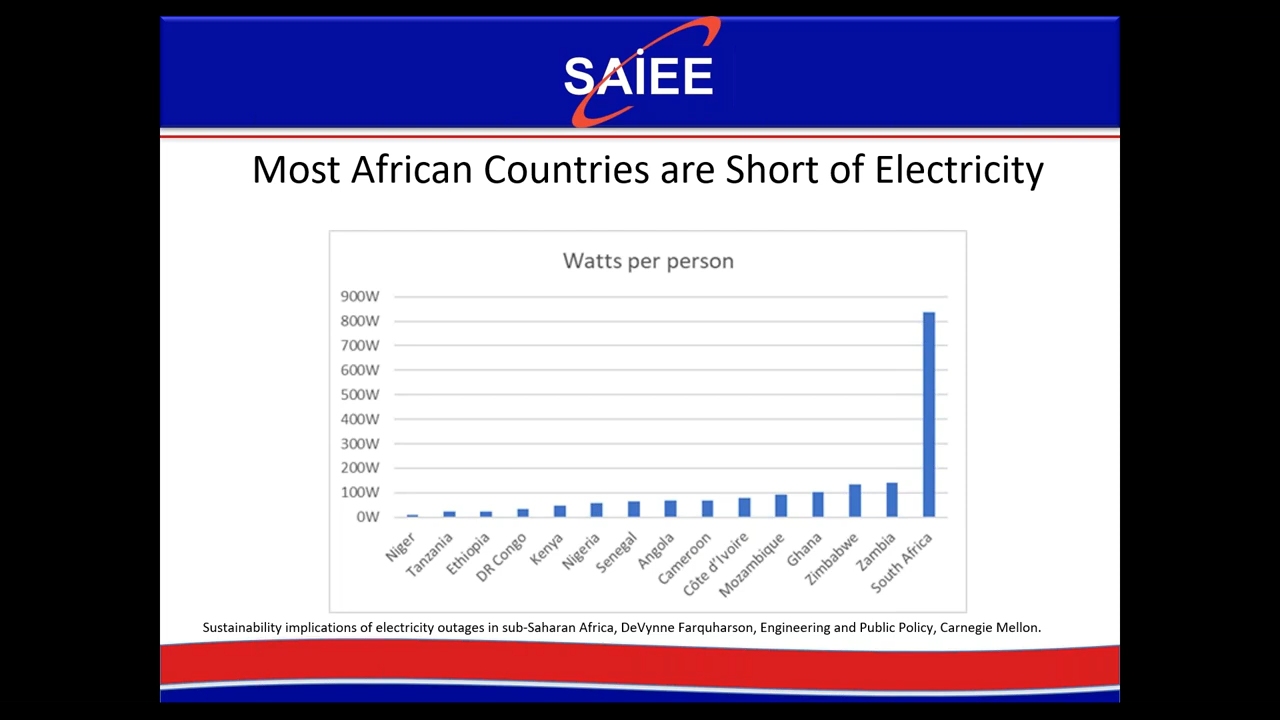 SAIEE
Most African Countries are Short of Electricity
Watts per person
900W
800W
700W
600W
500W
400W
300W
200W
100W
0W
Niger
Tanzania
Ethiopia
DR Congo
Kenya
Nigeria
Senegal
Angola
Cameroon
Côte d'Ivoire
Mozambique
Ghana
Zimbabwe
Zambia
South Africa
Sustainability implications of electricity outages in sub-Saharan Africa, DeVynne Farquharson, Engineering and Public Policy, Carnegie Mellon.